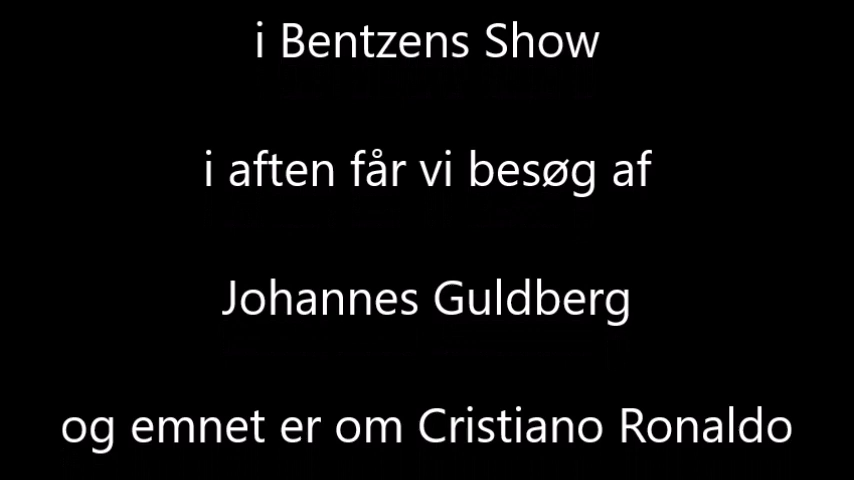 i Bentzens Show
i aften får vi besøg af
Johannes Guldberg
og emnet er om Cristiano Ronaldo